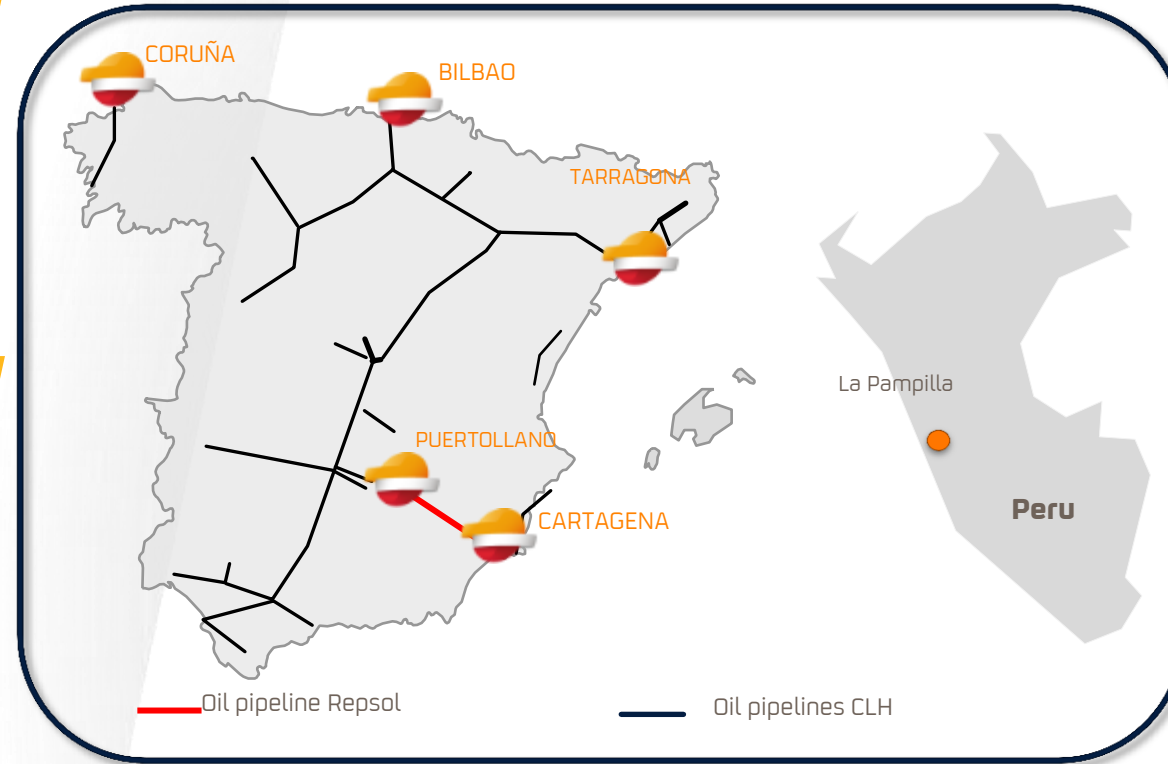 CORUÑA
BILBAO
TARRAGONA
La Pampilla
PUERTOLLANO
Peru
CARTAGENA
Oil pipeline Repsol
Oil pipelines CLH